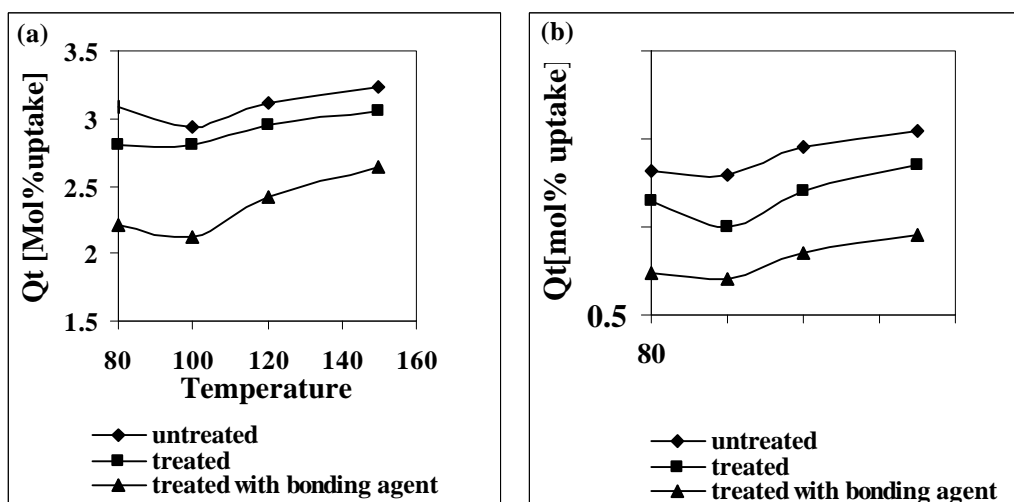 (a)
Qt [Mol%uptake]
3.5
3
2.5
2
1.5
80 100 120 140 160
Temperature
untreated
treated
treated with bonding agent
(b)
Qt[mol% uptake]
0.5
80
untreated
treated
treated with bonding agent